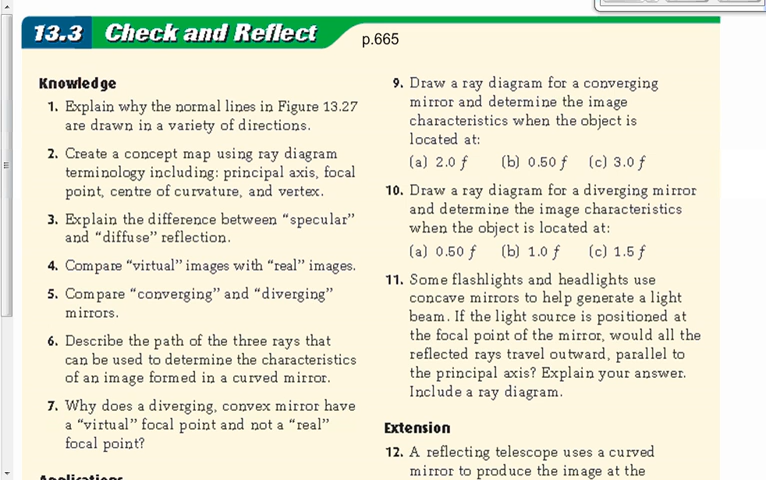 13.3 Check and Reflect
p.665
Knowledge
1. Explain why the normal lines in Figure 13.27
are drawn in a variety of directions.
2. Create a concept map using ray diagram
terminology including: principal axis, focal
point, centre of curvature, and vertex.
3. Explain the difference between “specular”
and “diffuse” reflection.
4. Compare “virtual” images with “real” images.
5. Compare “converging” and “diverging”
mirrors.
6. Describe the path of the three rays that
can be used to determine the characteristics
of an image formed in a curved mirror.
7. Why does a diverging, convex mirror have
a “virtual” focal point and not a “real”
focal point?
Applications
9. Draw a ray diagram for a converging
mirror and determine the image
characteristics when the object is
located at:
(a) 2.0 f (b) 0.50 f (c) 3.0 f
10. Draw a ray diagram for a diverging mirror
and determine the image characteristics
when the object is located at:
(a) 0.50 f (b) 1.0 f (c) 1.5 f
11. Some flashlights and headlights use
concave mirrors to help generate a light
beam. If the light source is positioned at
the focal point of the mirror, would all the
reflected rays travel outward, parallel to
the principal axis? Explain your answer.
Include a ray diagram.
Extension
12. A reflecting telescope uses a curved
mirror to produce the image at the